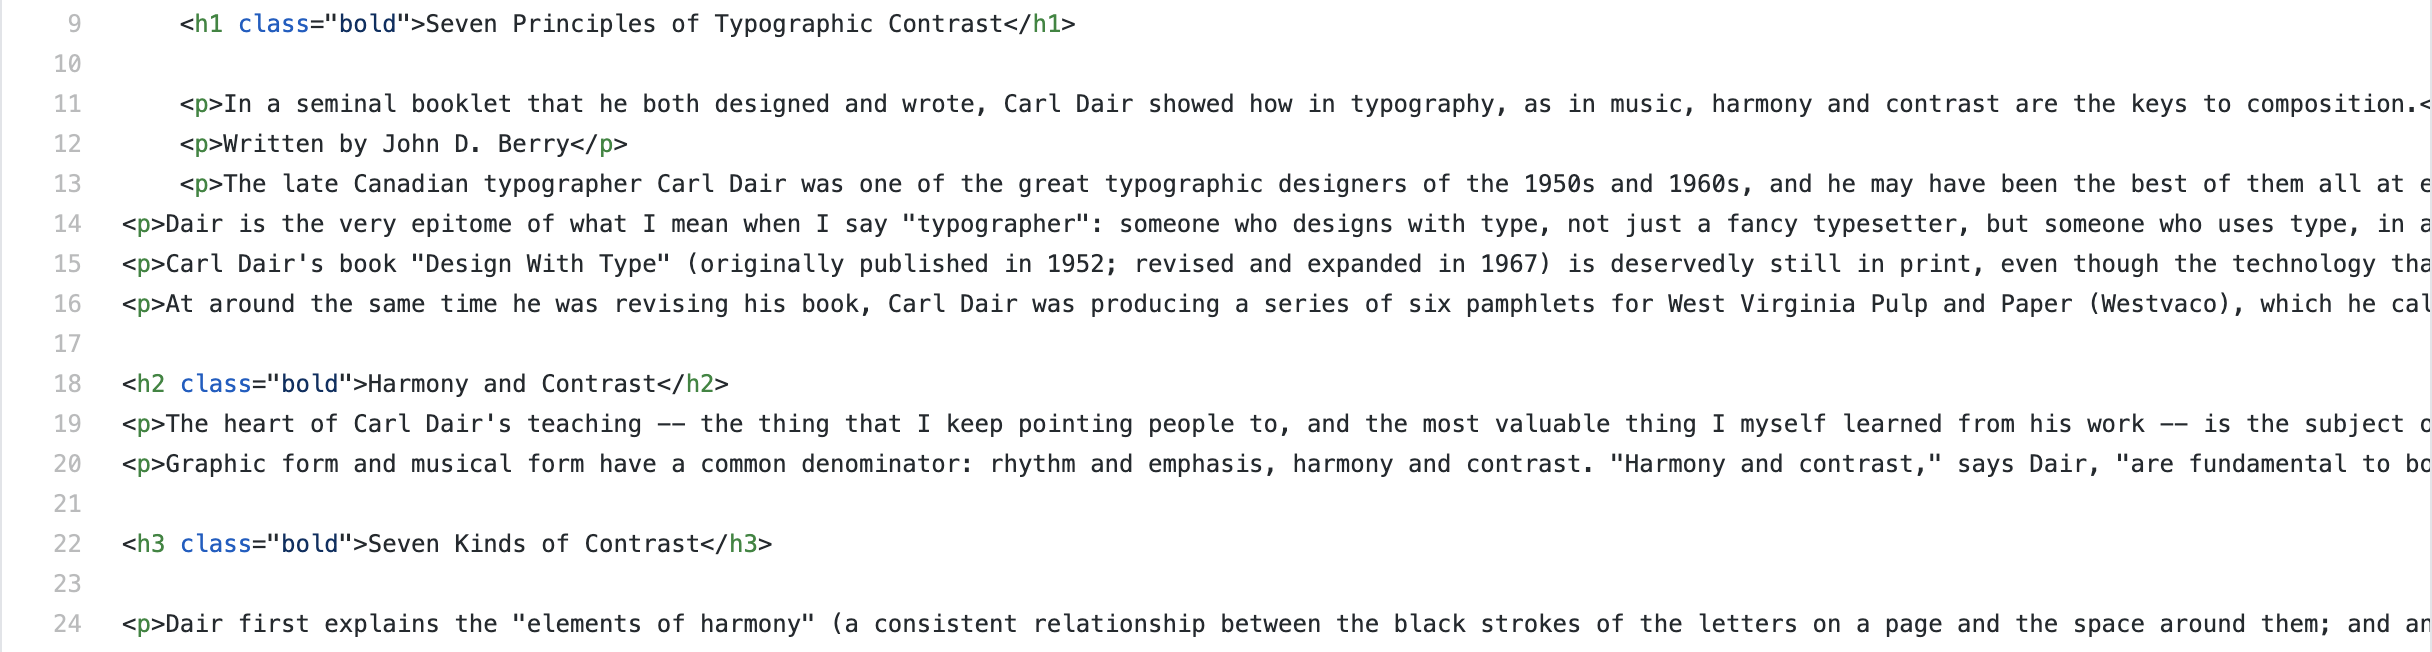 9 <h1 class="bold">Seven Principles of Typographic Contrast</h1>
10
11 <p>In a seminal booklet that he both designed and wrote, Carl Dair showed how in typography, as in music, harmony and contrast are the keys to composition.<
12 <p>Written by John D. Berry</p>
13 <p>The late Canadian typographer Carl Dair was one of the great typographic designers of the 1950s and 1960s, and he may have been the best of them all at
14 <p>Dair is the very epitome of what I mean when I say "typographer": someone who designs with type, not just a fancy typesetter, but someone who uses type, in
15 <p>Carl Dair's book "Design With Type" (originally published in 1952; revised and expanded in 1967) is deservedly still in print, even though the technology tha
16 <p>At around the same time he was revising his book, Carl Dair was producing a series of six pamphlets for West Virginia Pulp and Paper (Westvaco), which he cal
17
18 <h2 class="bold">Harmony and Contrast</h2>
19 <p>The heart of Carl Dair's teaching -- the thing that I keep pointing people to, and the most valuable thing I myself learned from his work -- is the subject
20 <p>Graphic form and musical form have a common denominator: rhythm and emphasis, harmony and contrast. "Harmony and contrast," says Dair, "are fundamental to bo
21
22 <h3 class="bold">Seven Kinds of Contrast</h3>
23
24 <p>Dair first explains the "elements of harmony" (a consistent relationship between the black strokes of the letters on a page and the space around them; and an